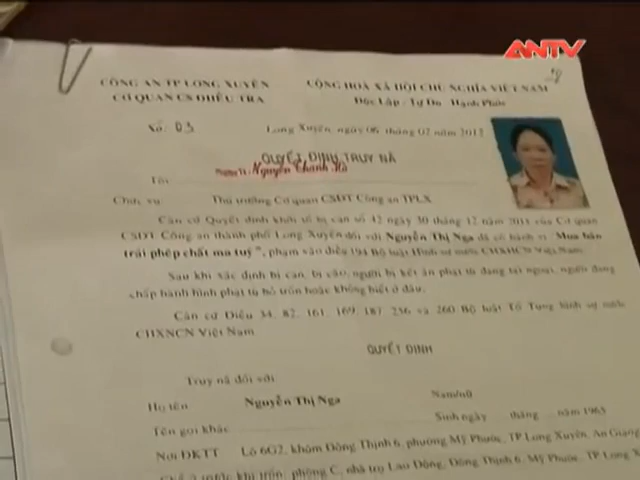 ANTV
CÔNG AN TP LONG XUYÊN
CƠ QUAN CS ĐIỀU TRA
CỘNG HOÀ XÃ HỘI CHỦ NGHĨA VIỆT NAM
Độc Lập - Tự Do - Hạnh Phúc
Số: 03
Long Xuyên, ngày 06 tháng 02 năm 2012
QUYẾT ĐỊNH TRUY NÃ
Tôi: Nguyễn Thanh Hà
Chức vụ: Thủ trưởng Cơ quan CSĐT Công an TPLX
Căn cứ Quyết định khởi tố bị can số 42 ngày 30 tháng 12 năm 2011 của Cơ quan
CSĐT Công an thành phố Long Xuyên đối với Nguyễn Thị Nga đã có hành vi "Mua bán
trái phép chất ma tuý", phạm vào điều 194 Bộ luật Hình sự nước CHXHCN Việt Nam.
Sau khi xác định bị can, bị cáo, người bị kết án phạt tù đang tại ngoại, người đang
chấp hành hình phạt tù bỏ trốn hoặc không biết ở đâu.
Căn cứ Điều 34, 82, 161, 169, 187, 256 và 260 Bộ luật Tố Tụng hình sự nước
CHXNCN Việt Nam
QUYẾT ĐỊNH
Truy nã đối với
Họ tên Nguyễn Thị Nga Nam/nữ
Tên gọi khác Sinh ngày tháng năm 1963
Nơi ĐKTT Lô 6G2, khóm Đông Thịnh 6, phường Mỹ Phước, TP Long Xuyên, An Giang
Chỗ ở trước khi trốn, phòng C, nhà trọ Lao Động, Đông Thịnh 6, Mỹ Phước, TP Long